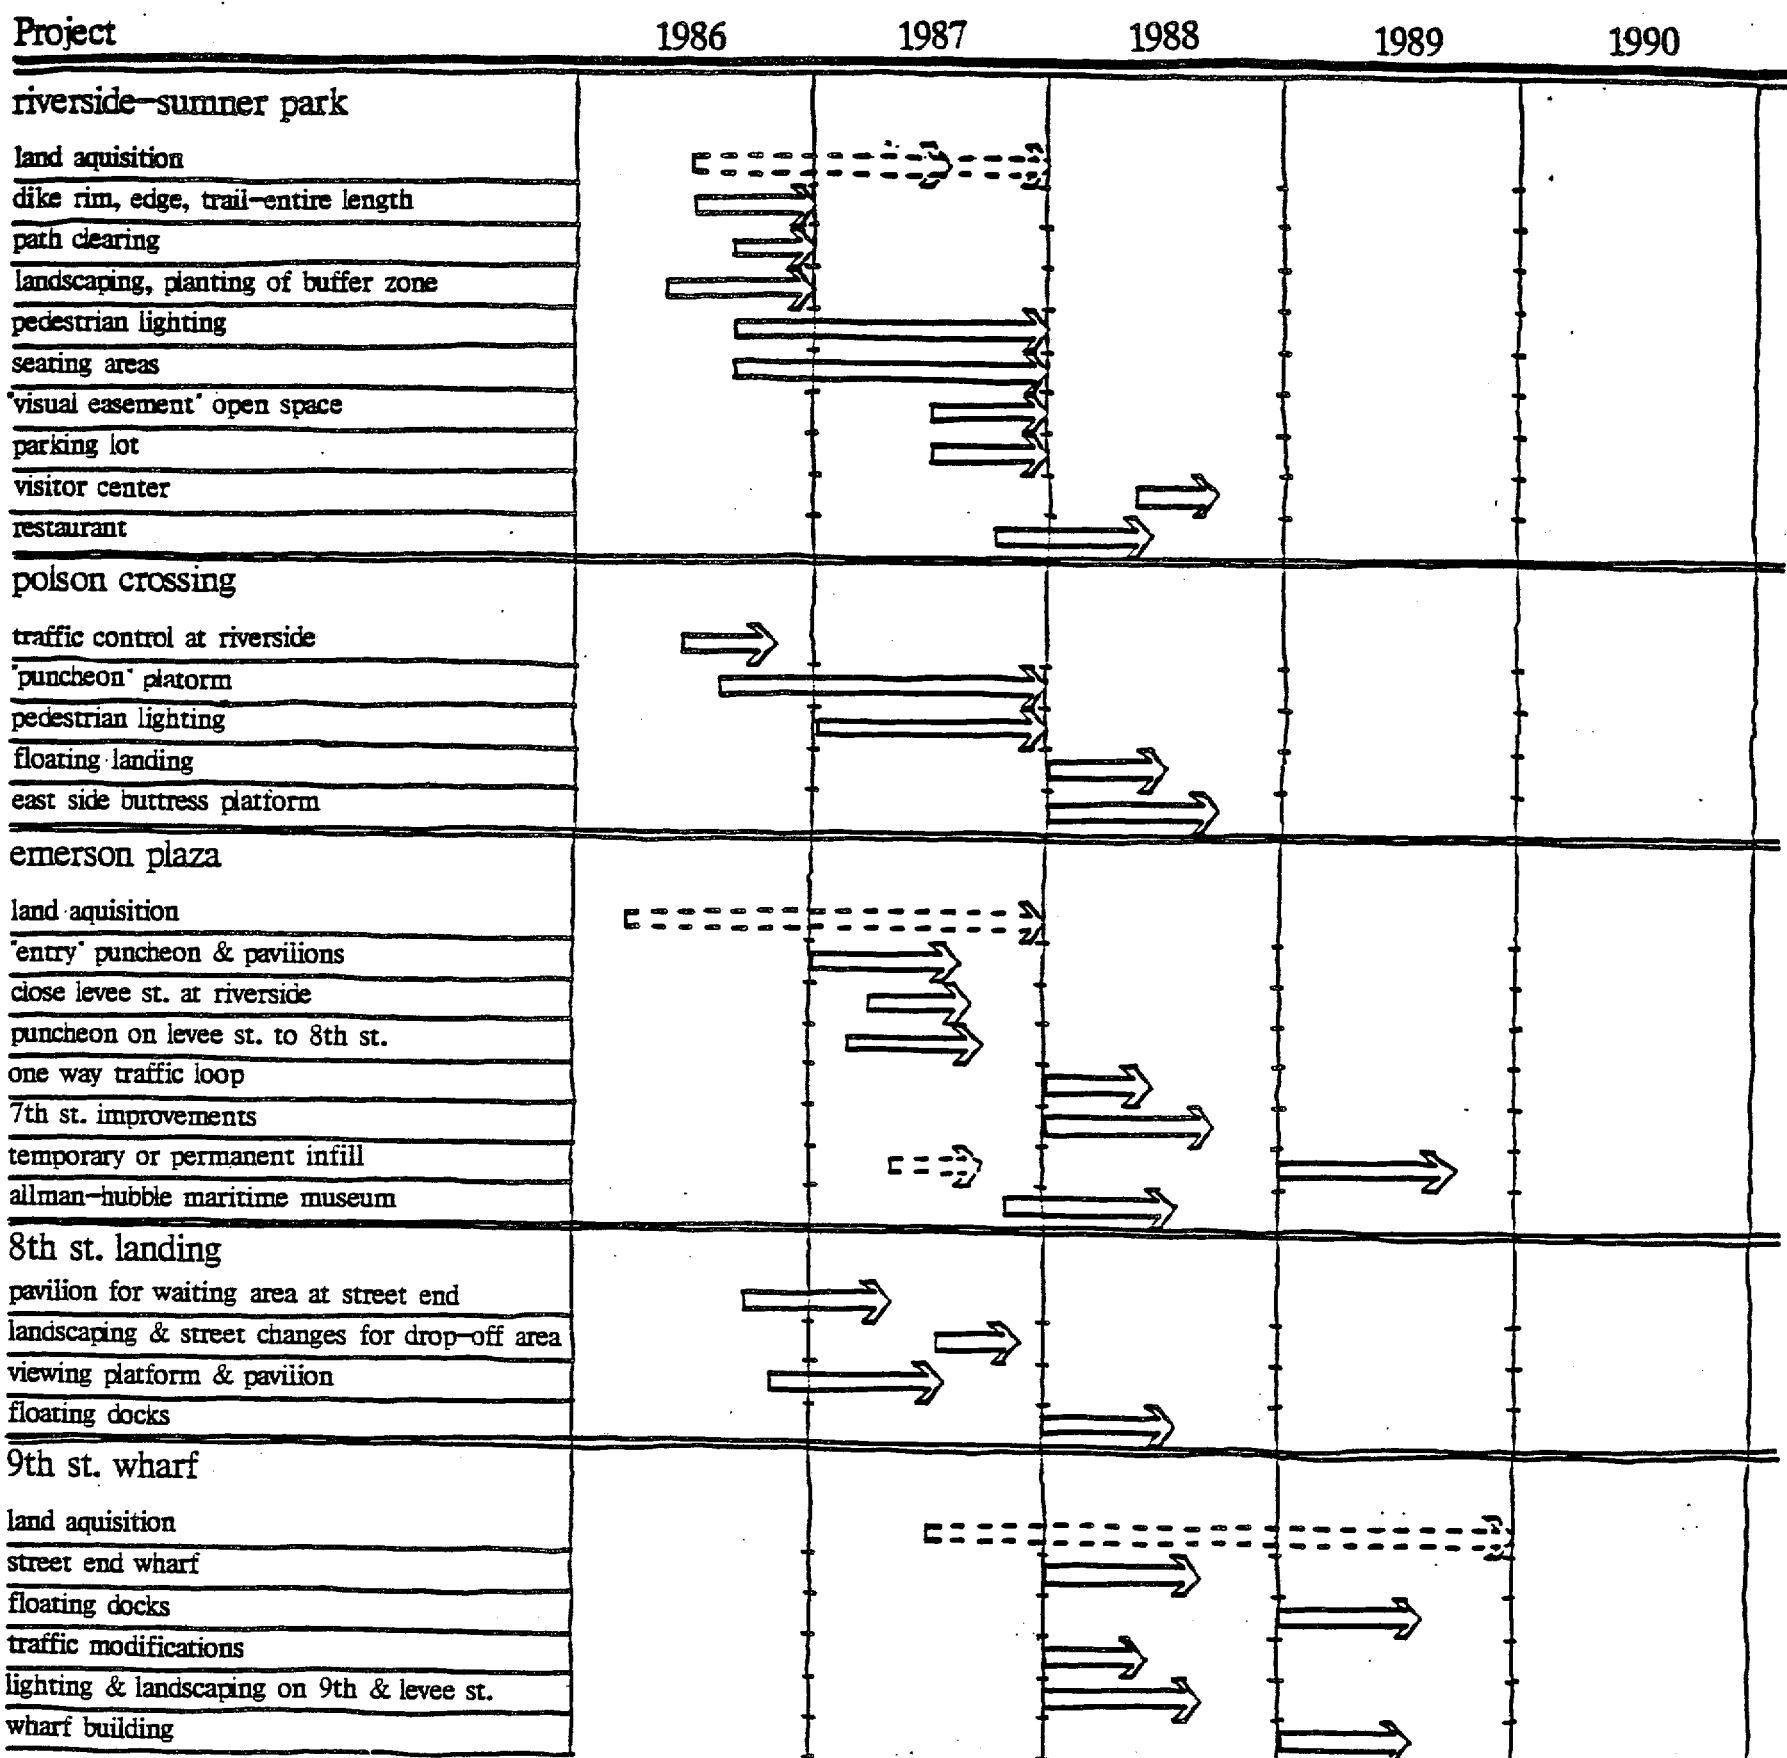 Project 1986 1987 1988 1989 1990
riverside-sumner park
land aquisition
dike rim, edge, trail-entire length
path clearing
landscaping, planting of buffer zone
pedestrian lighting
seating areas
"visual easement" open space
parking lot
visitor center
restaurant
polson crossing
traffic control at riverside
"puncheon" platorm
pedestrian lighting
floating landing
east side buttress platform
emerson plaza
land aquisition
"entry" puncheon & pavilions
close levee st. at riverside
puncheon on levee st. to 8th st.
one way traffic loop
7th st. improvements
temporary or permanent infill
allman-hubble maritime museum
8th st. landing
pavilion for waiting area at street end
landscaping & street changes for drop-off area
viewing platform & pavilion
floating docks
9th st. wharf
land aquisition
street end wharf
floating docks
traffic modifications
lighting & landscaping on 9th & levee st.
wharf building